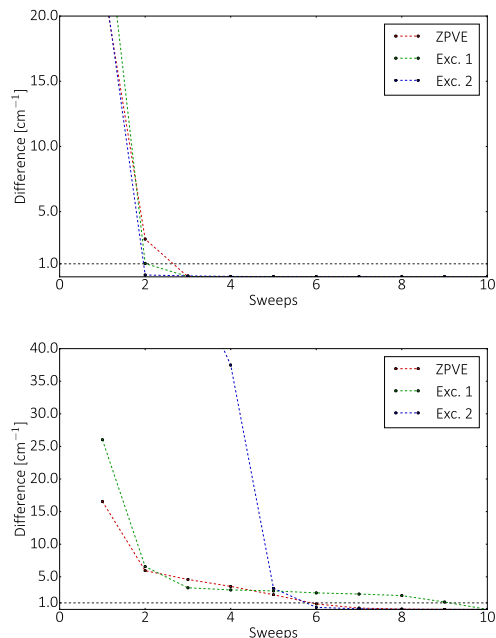 20.0
15.0
10.0
5.0
1.0
Difference [cm⁻¹]
ZPVE
Exc. 1
Exc. 2
0 2 4 6 8 10
Sweeps
40.0
35.0
30.0
25.0
20.0
15.0
10.0
5.0
1.0
Difference [cm⁻¹]
ZPVE
Exc. 1
Exc. 2
0 2 4 6 8 10
Sweeps